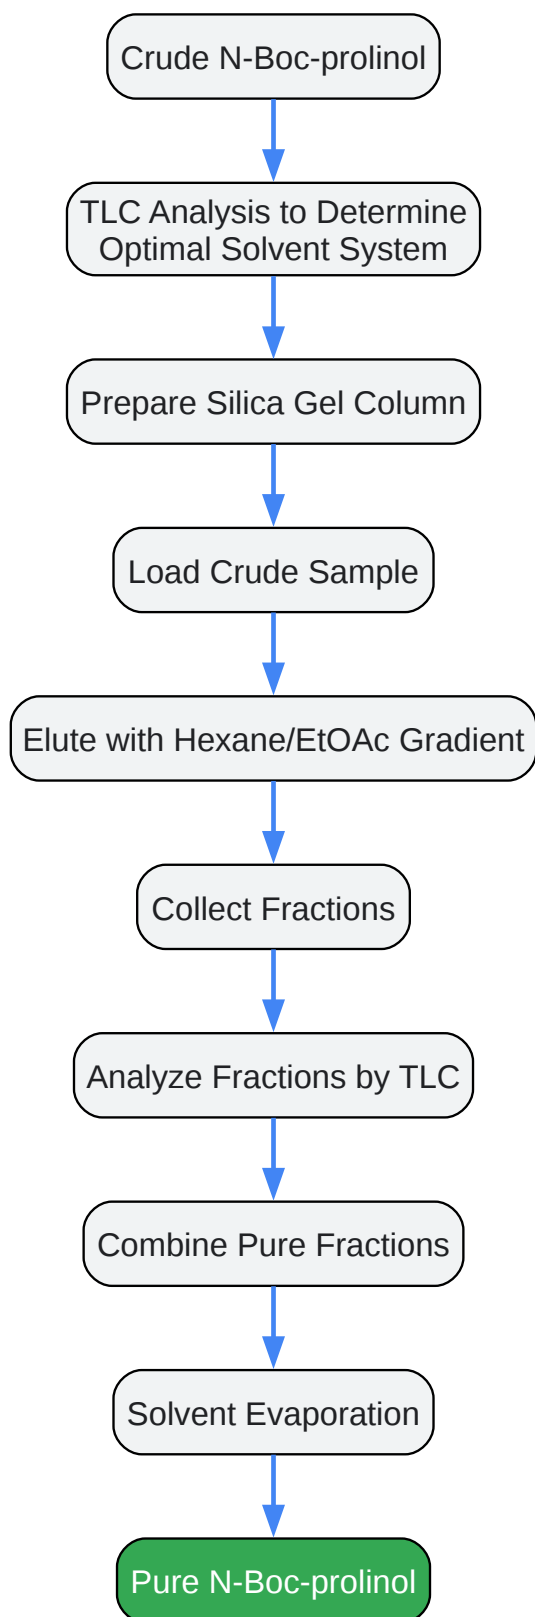 Crude N-Boc-prolinol
TLC Analysis to Determine
Optimal Solvent System
Prepare Silica Gel Column
Load Crude Sample
Elute with Hexane/EtOAc Gradient
Collect Fractions
Analyze Fractions by TLC
Combine Pure Fractions
Solvent Evaporation
Pure N-Boc-prolinol